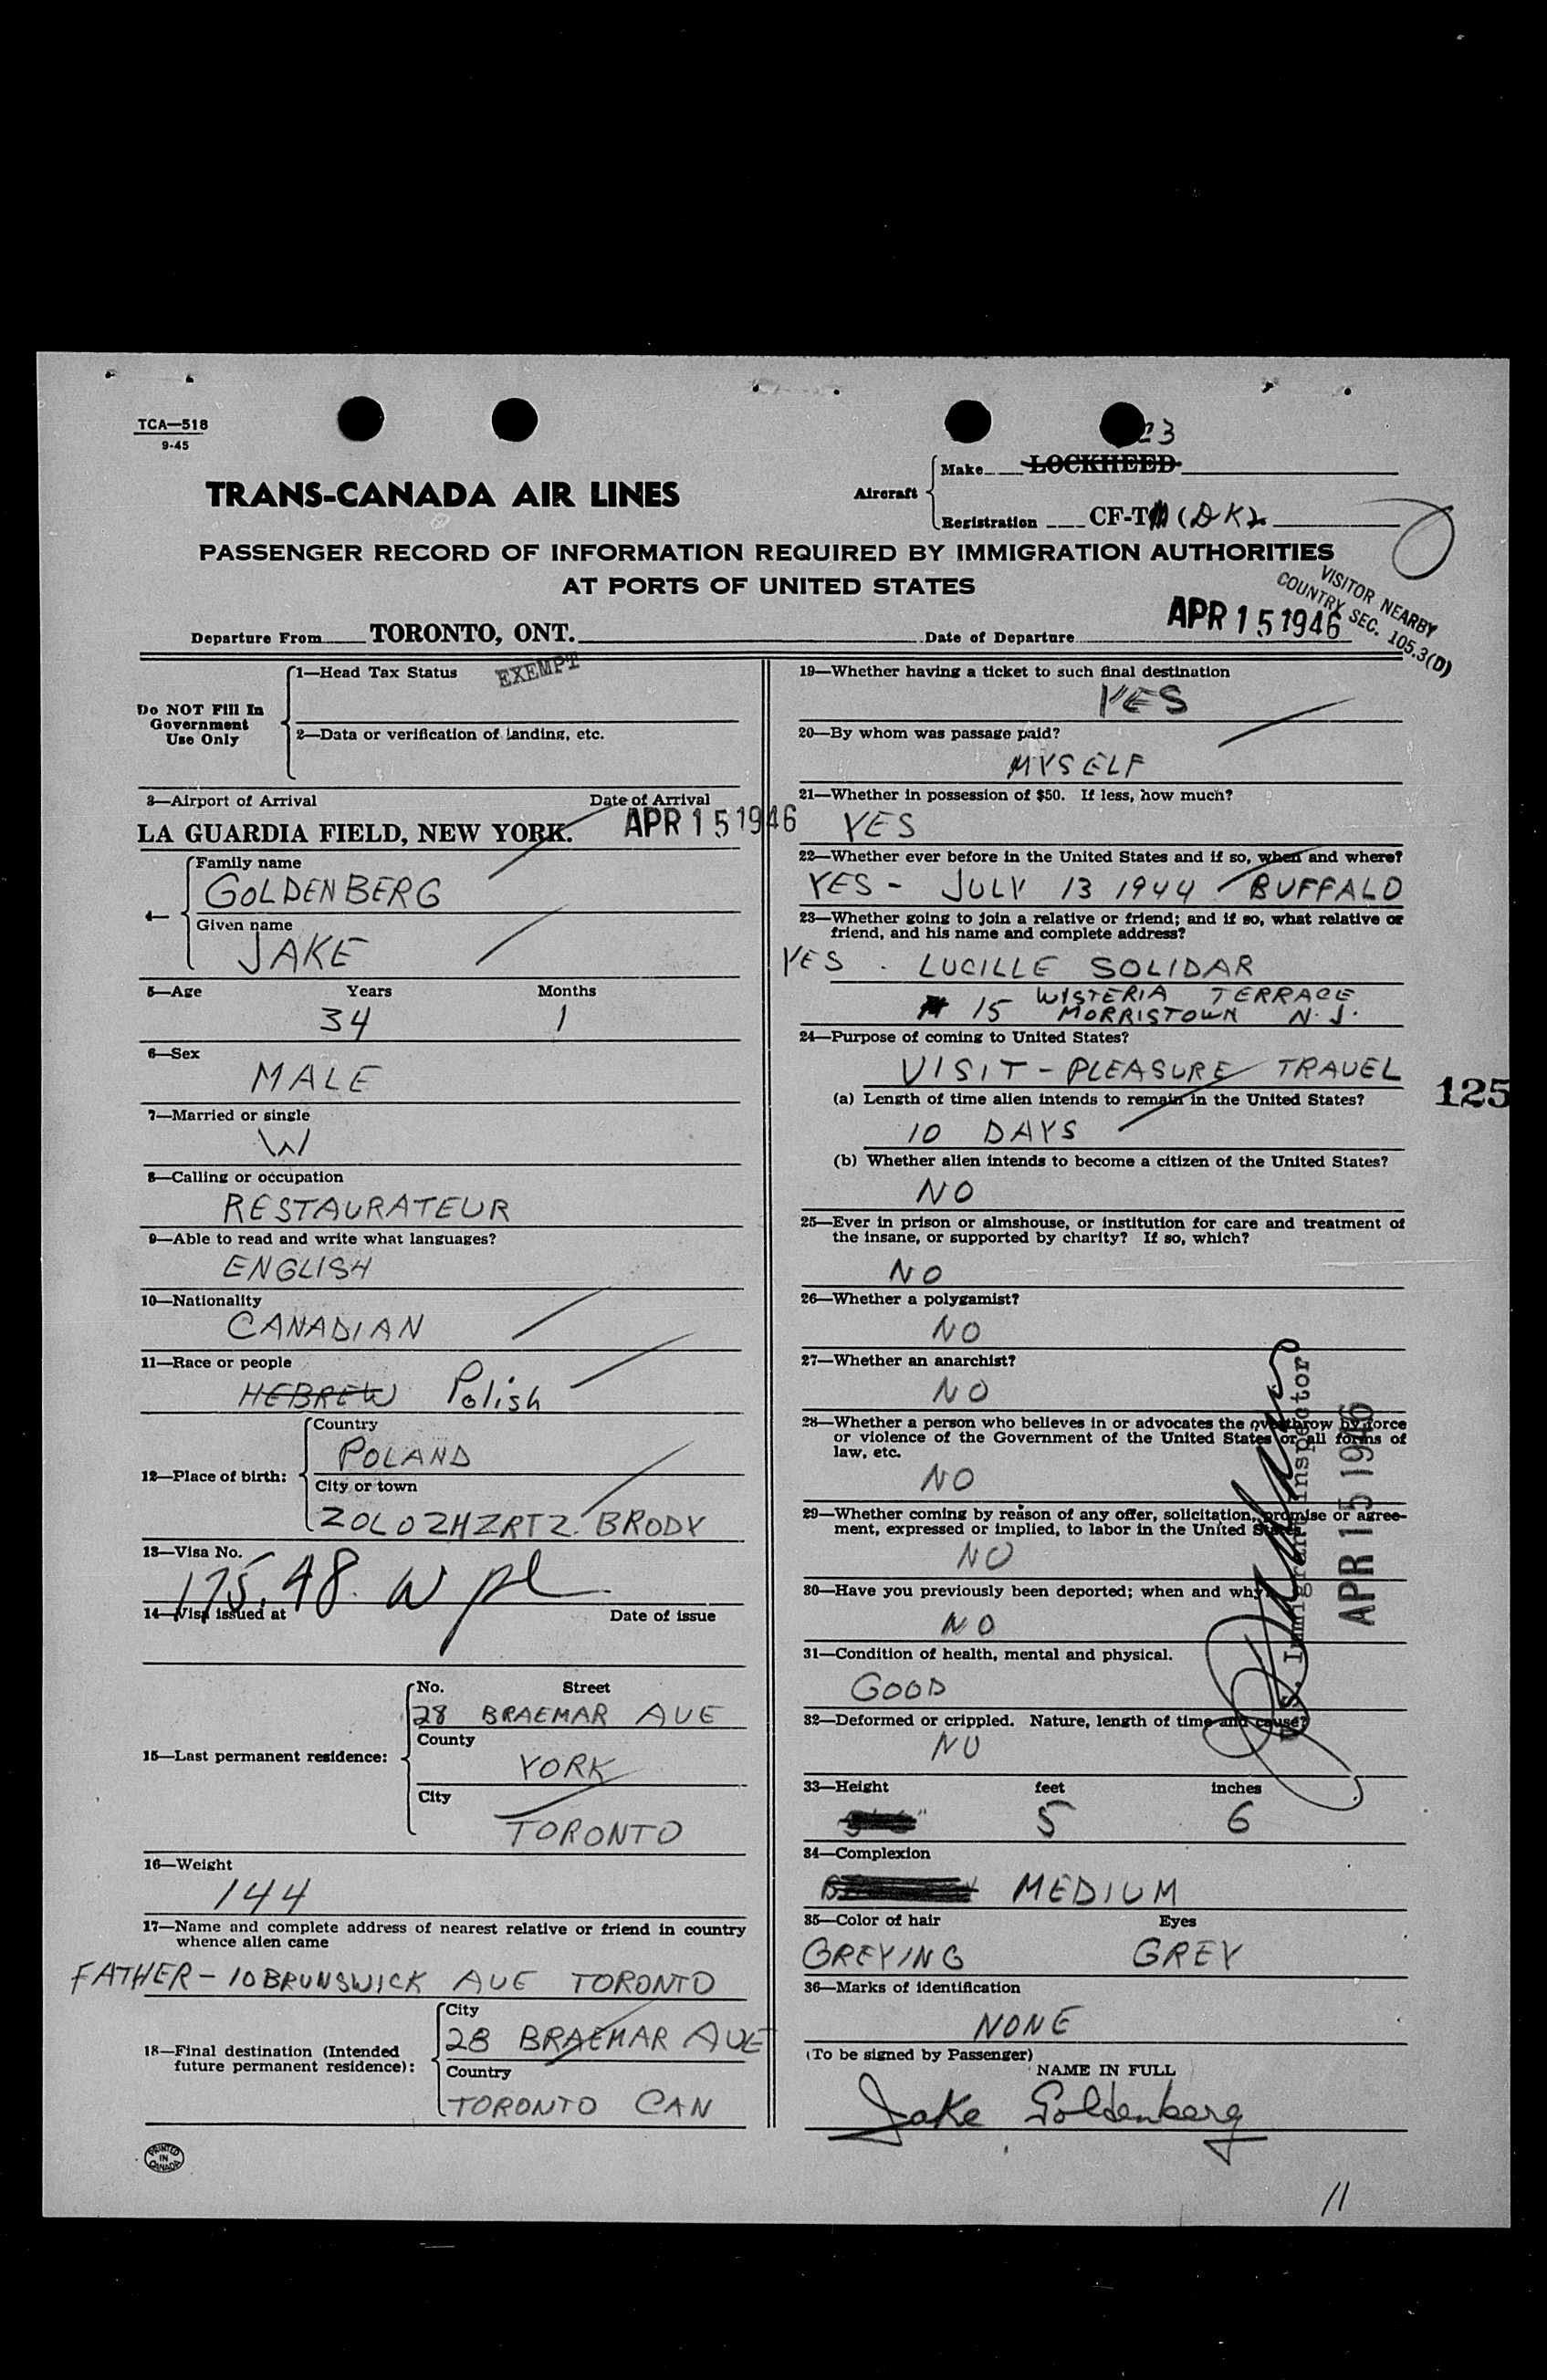 TCA—518
9-45
23
TRANS-CANADA AIR LINES
Aircraft
Make LOCKHEED
Registration CF-T (DK)
PASSENGER RECORD OF INFORMATION REQUIRED BY IMMIGRATION AUTHORITIES
AT PORTS OF UNITED STATES
VISITOR NEARBY
COUNTRY SEC. 105.3(D)
Departure From TORONTO, ONT. Date of Departure APR 15 1946
Do NOT Fill In
Government
Use Only
1—Head Tax Status EXEMPT
2—Data or verification of landing, etc.
3—Airport of Arrival Date of Arrival
LA GUARDIA FIELD, NEW YORK. APR 15 1946
4—
Family name
GOLDENBERG
Given name
JAKE
5—Age Years Months
34 1
6—Sex
MALE
7—Married or single
W
8—Calling or occupation
RESTAURATEUR
9—Able to read and write what languages?
ENGLISH
10—Nationality
CANADIAN
11—Race or people
HEBREW Polish
12—Place of birth:
Country
POLAND
City or town
ZOLOZHZRTZ. BRODY
13—Visa No.
175.48. W pl
14—Visa issued at Date of issue
15—Last permanent residence:
No. Street
28 BRAEMAR AVE
County
YORK
City
TORONTO
16—Weight
144
17—Name and complete address of nearest relative or friend in country
whence alien came
FATHER - 10 BRUNSWICK AVE TORONTO
18—Final destination (Intended
future permanent residence):
City
28 BRAEMAR AVE
Country
TORONTO CAN
PRINTED
IN
CANADA
19—Whether having a ticket to such final destination
YES
20—By whom was passage paid?
MYSELF
21—Whether in possession of $50. If less, how much?
YES
22—Whether ever before in the United States and if so, when and where?
YES - JULY 13 1944 - BUFFALO
23—Whether going to join a relative or friend; and if so, what relative or
friend, and his name and complete address?
YES . LUCILLE SOLIDAR
15 WISTERIA TERRACE
MORRISTOWN N.J.
24—Purpose of coming to United States?
VISIT - PLEASURE TRAVEL
125
(a) Length of time alien intends to remain in the United States?
10 DAYS
(b) Whether alien intends to become a citizen of the United States?
NO
25—Ever in prison or almshouse, or institution for care and treatment of
the insane, or supported by charity? If so, which?
NO
26—Whether a polygamist?
NO
27—Whether an anarchist?
NO
28—Whether a person who believes in or advocates the overthrow by force
or violence of the Government of the United States or all forms of
law, etc.
NO
29—Whether coming by reason of any offer, solicitation, promise or agree-
ment, expressed or implied, to labor in the United States
NO
30—Have you previously been deported; when and why
NO
31—Condition of health, mental and physical.
GOOD
32—Deformed or crippled. Nature, length of time and cause?
NO
U.S. Immigrant Inspector
APR 15 1946
33—Height feet inches
5 6
34—Complexion
MEDIUM
35—Color of hair Eyes
GREYING GREY
36—Marks of identification
NONE
(To be signed by Passenger)
NAME IN FULL
Jake Goldenberg
11